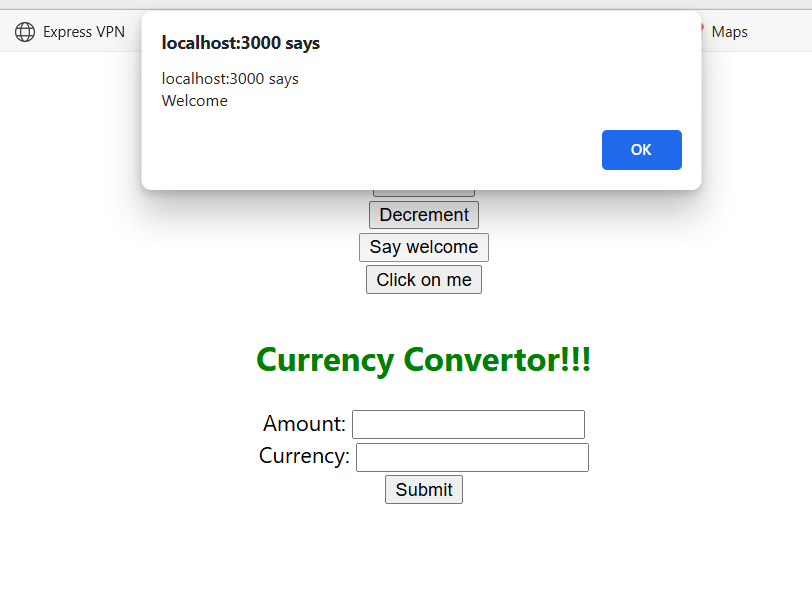 Express VPN
Maps
localhost:3000 says
localhost:3000 says
Welcome
OK
Decrement
Say welcome
Click on me
Currency Convertor!!!
Amount:
Currency:
Submit